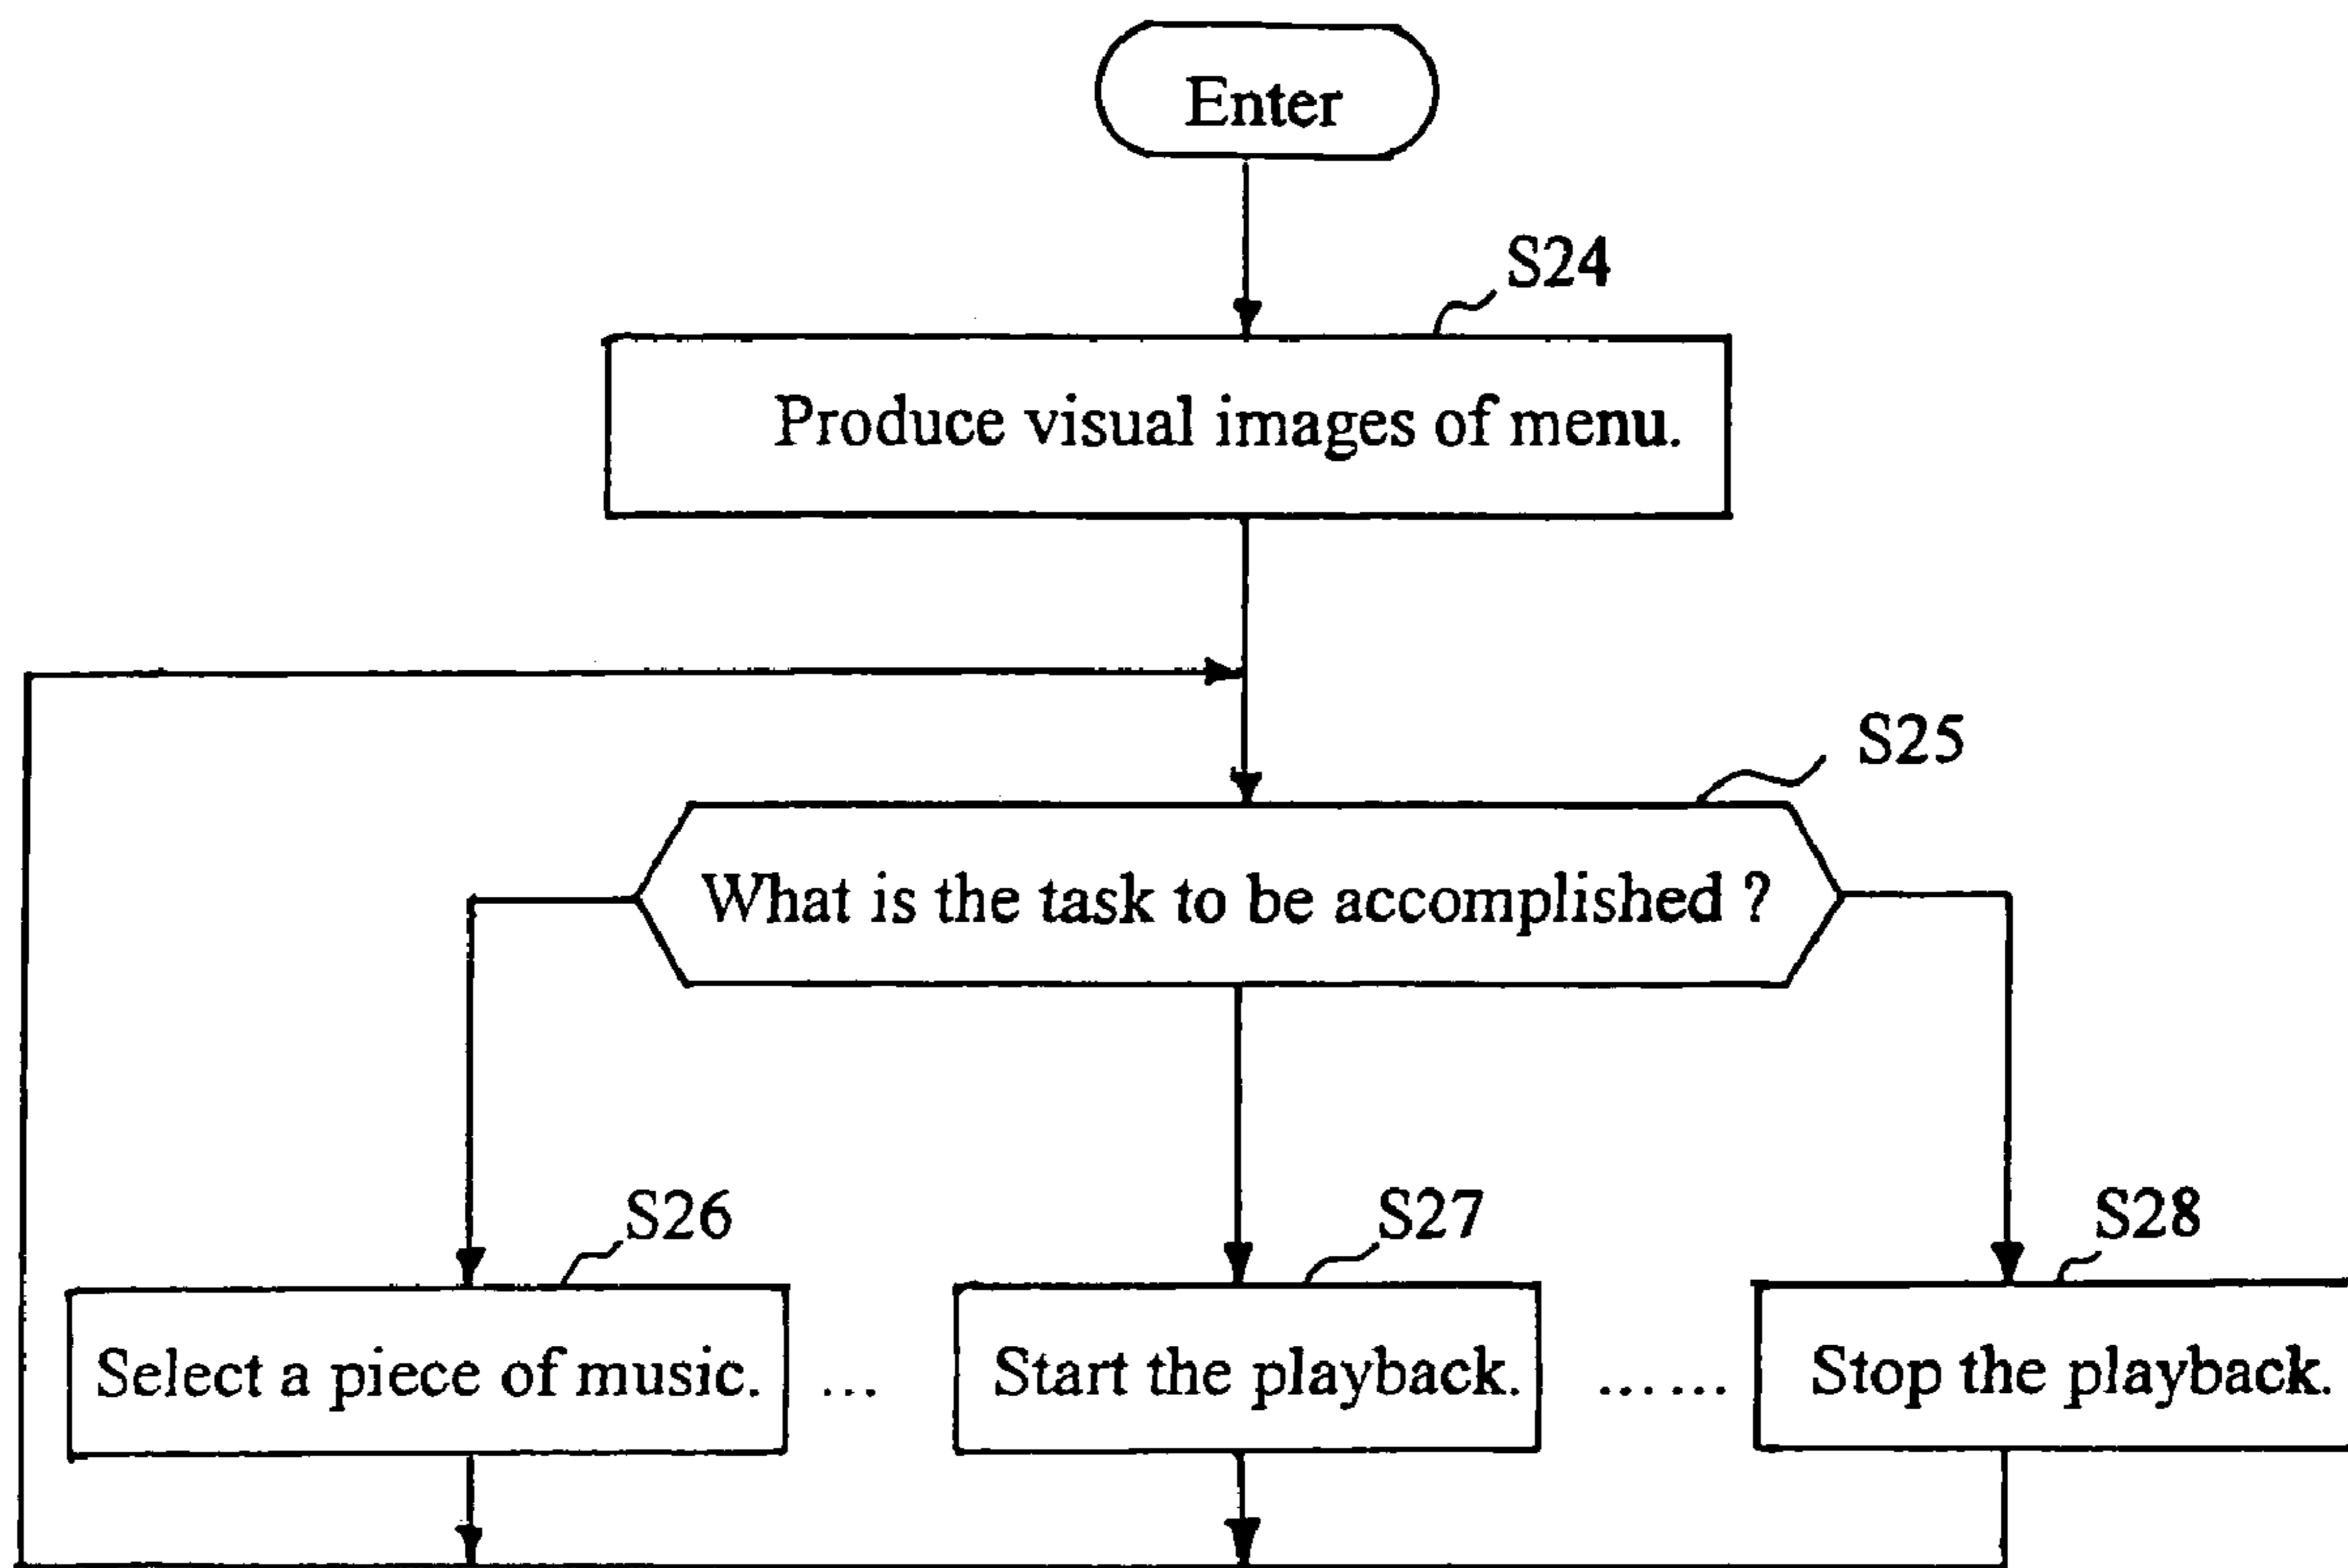 Enter
S24
Produce visual images of menu.
S25
What is the task to be accomplished ?
S26
S27
S28
Select a piece of music. ... Start the playback. ...... Stop the playback.